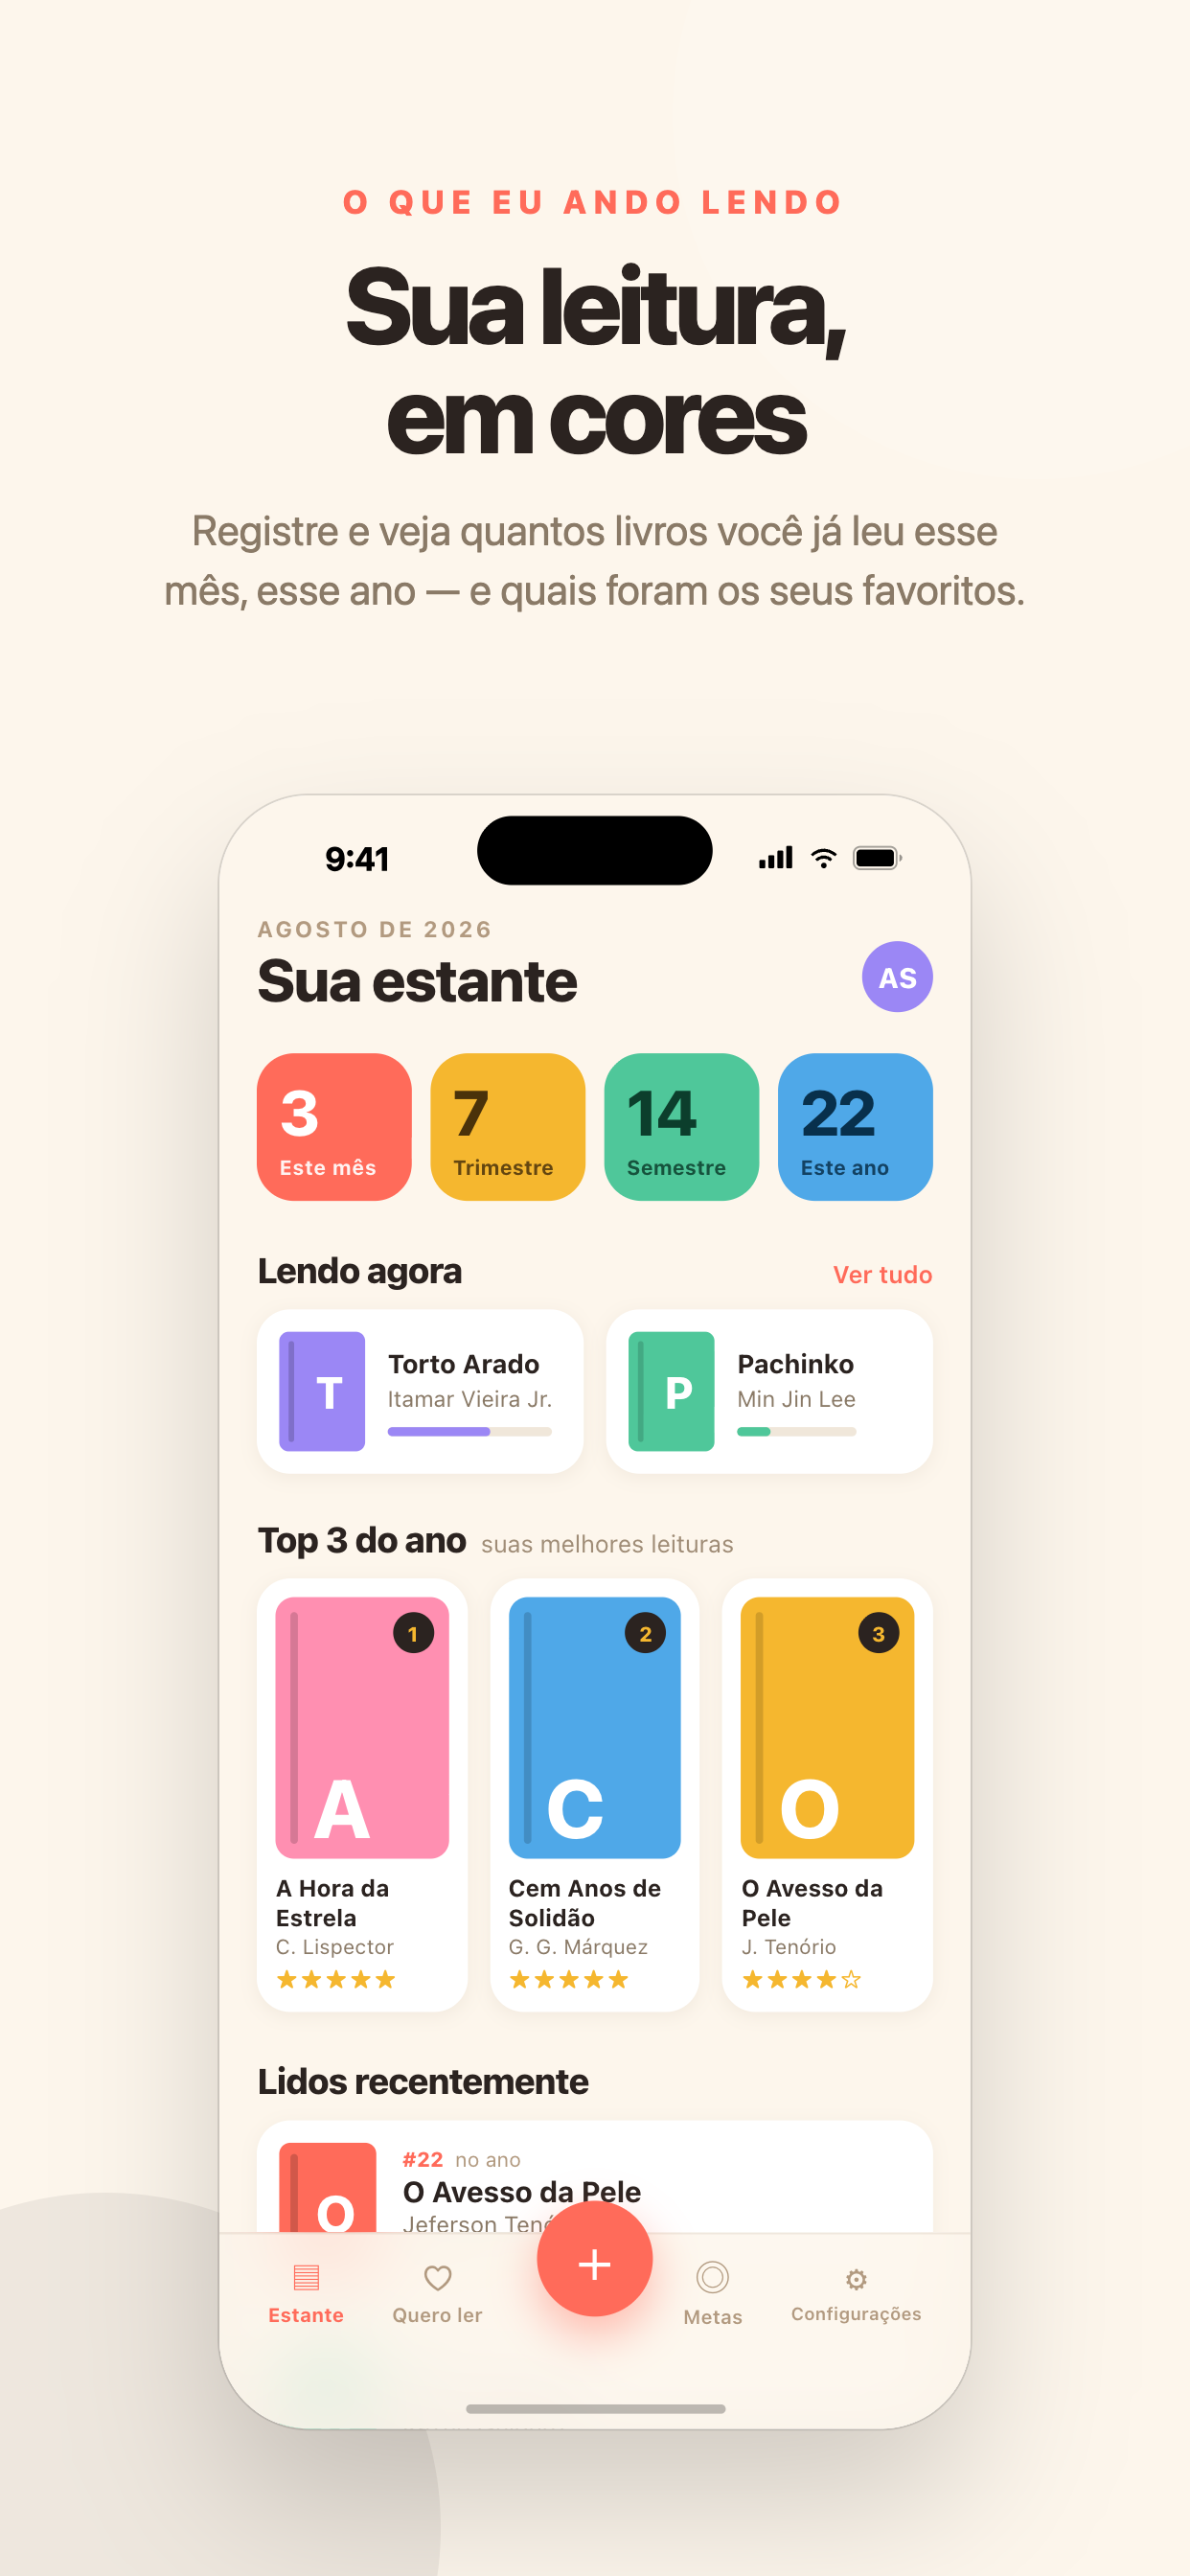 O QUE EU ANDO LENDO
Sua leitura,
em cores
Registre e veja quantos livros você já leu esse
mês, esse ano — e quais foram os seus favoritos.
9:41
AGOSTO DE 2026
Sua estante
AS
3
Este mês
7
Trimestre
14
Semestre
22
Este ano
Lendo agora
Ver tudo
T
Torto Arado
Itamar Vieira Jr.
P
Pachinko
Min Jin Lee
Top 3 do ano suas melhores leituras
1
A
A Hora da
Estrela
C. Lispector
★★★★★
2
C
Cem Anos de
Solidão
G. G. Márquez
★★★★★
3
O
O Avesso da
Pele
J. Tenório
★★★★☆
Lidos recentemente
O
#22 no ano
O Avesso da Pele
Jeferson
+
Estante
Quero ler
Metas
Configurações